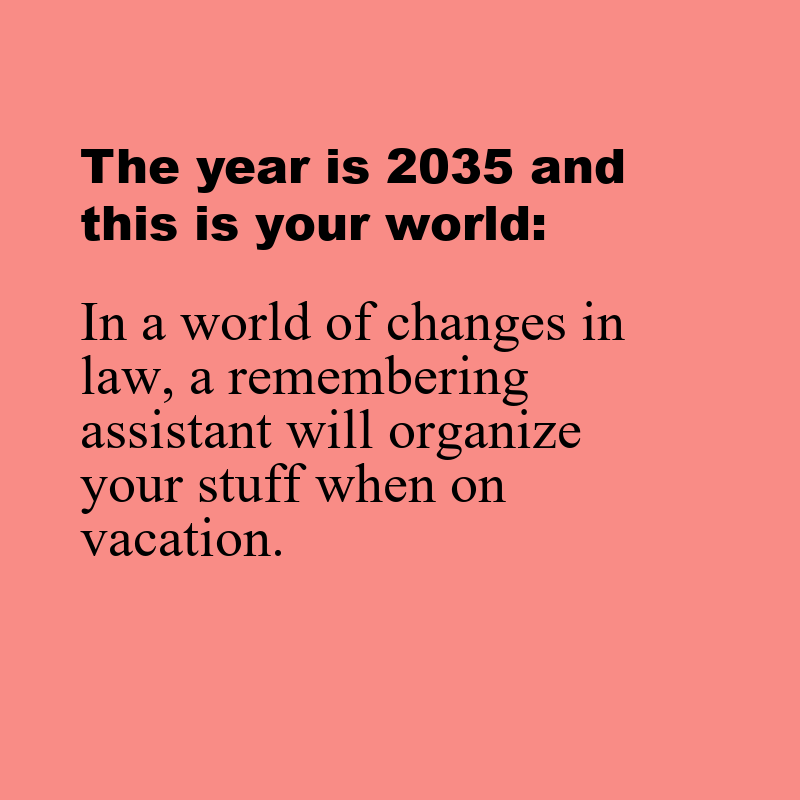 The year is 2035 and
this is your world:
In a world of changes in
law, a remembering
assistant will organize
your stuff when on
vacation.